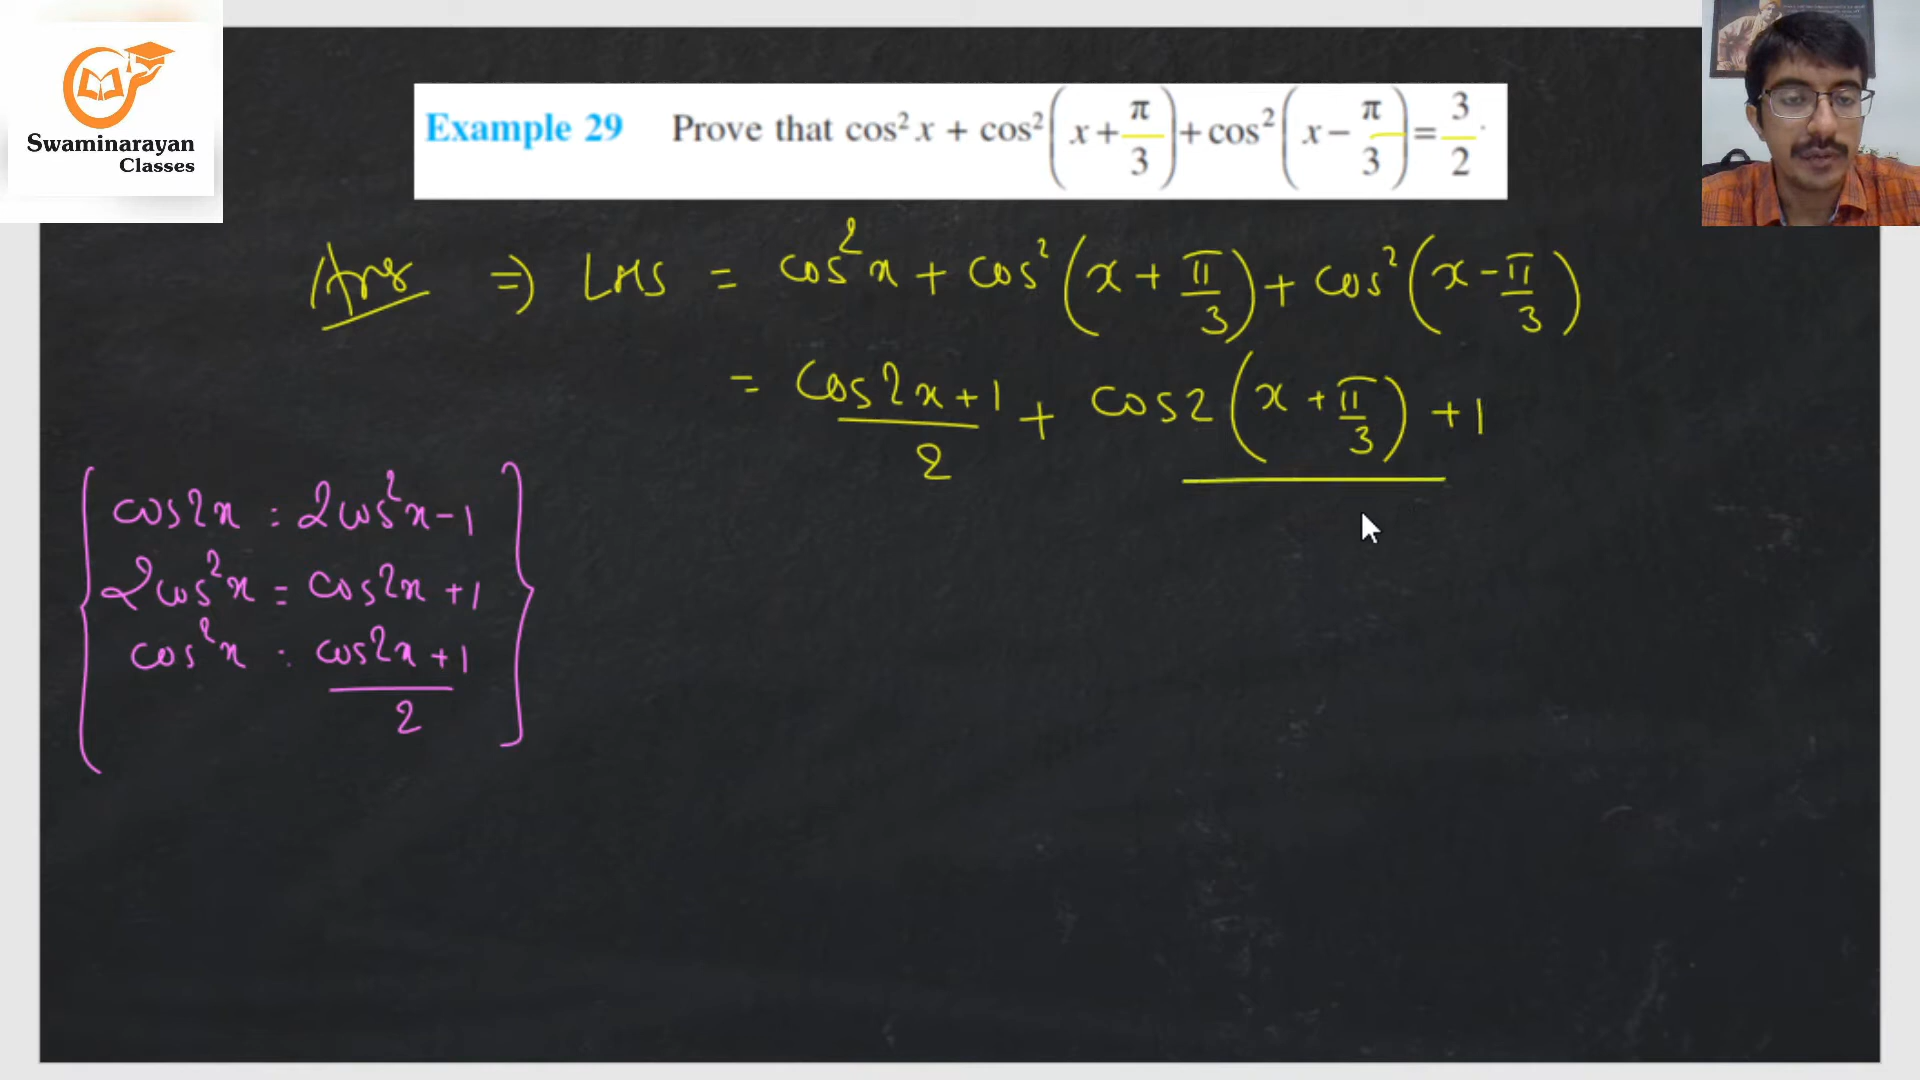 Swaminarayan
Classes
Example 29 Prove that cos² x + cos² (x + π/3) + cos² (x − π/3) = 3/2.
Ans ⇒ LHS = cos²x + cos² (x + π/3) + cos² (x - π/3)
= cos2x+1/2 + cos2 (x + π/3) + 1
cos2x = 2cos²x-1
2cos²x = cos2x +1
cos²x = cos2x +1/2